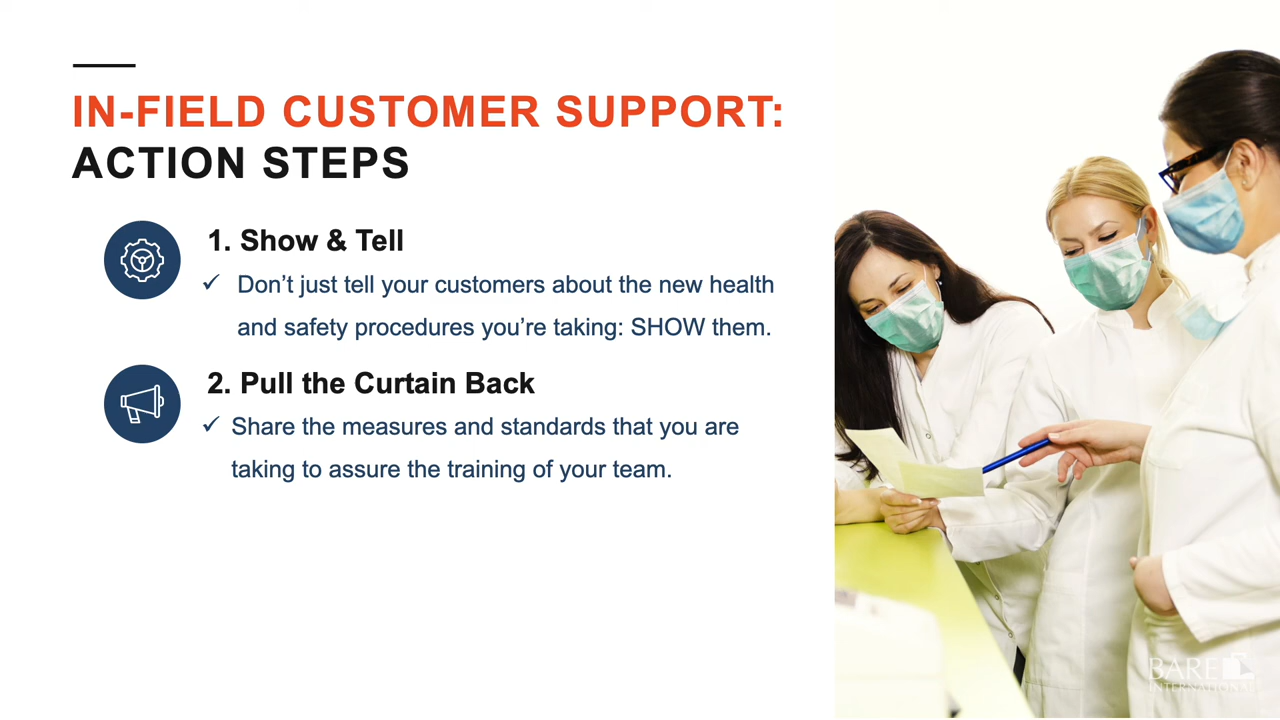 IN-FIELD CUSTOMER SUPPORT:
ACTION STEPS
1. Show & Tell
✓ Don’t just tell your customers about the new health
and safety procedures you’re taking: SHOW them.
2. Pull the Curtain Back
✓ Share the measures and standards that you are
taking to assure the training of your team.
BARE
INTERNATIONAL